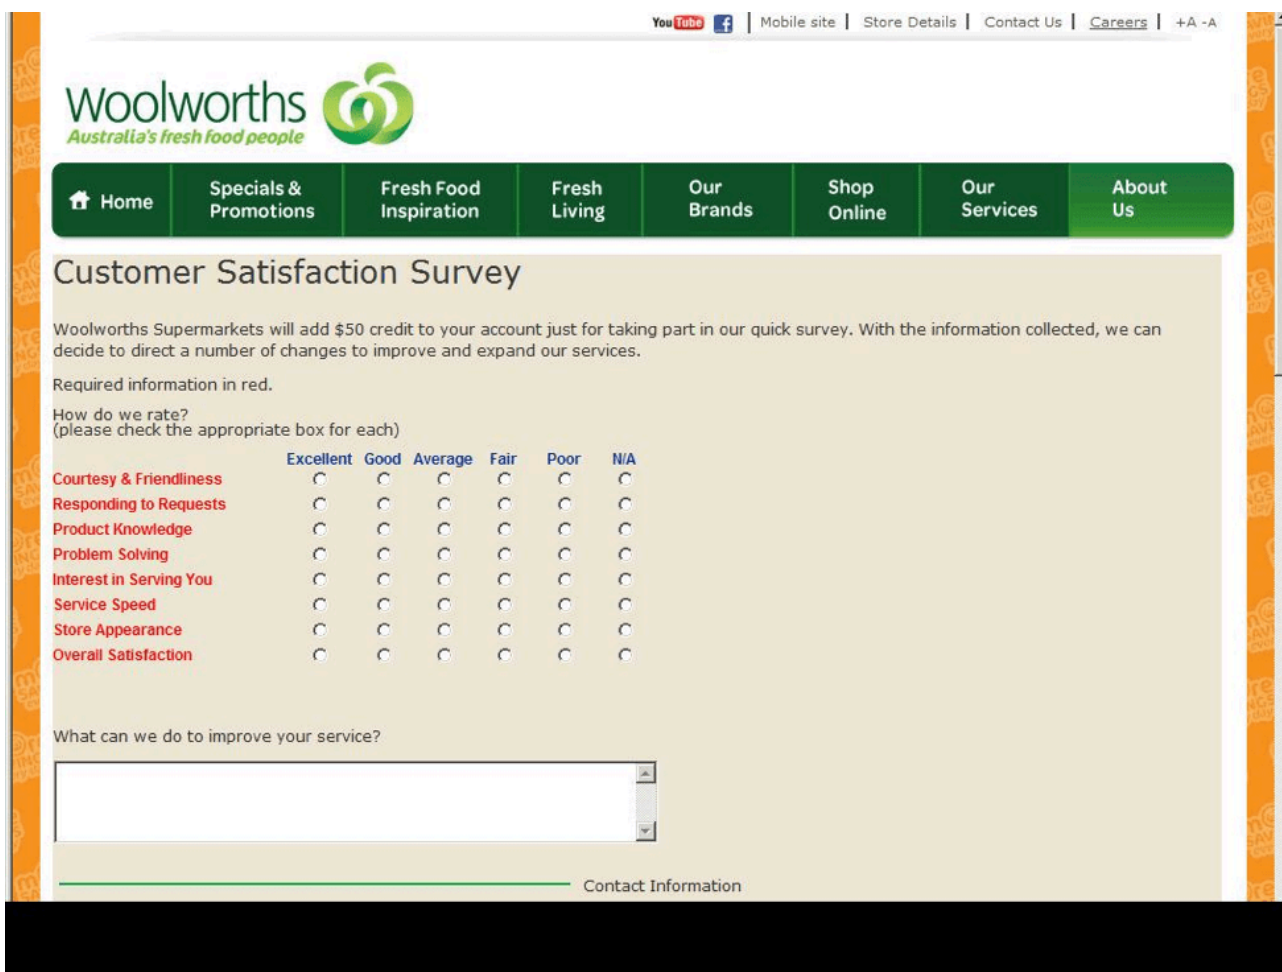 YouTube f | Mobile site | Store Details | Contact Us | Careers | +A -A
Woolworths
Australia's fresh food people
Home
Specials & Promotions
Fresh Food Inspiration
Fresh Living
Our Brands
Shop Online
Our Services
About Us
Customer Satisfaction Survey
Woolworths Supermarkets will add $50 credit to your account just for taking part in our quick survey. With the information collected, we can
decide to direct a number of changes to improve and expand our services.
Required information in red.
How do we rate?
(please check the appropriate box for each)
Excellent Good Average Fair Poor N/A
Courtesy & Friendliness
Responding to Requests
Product Knowledge
Problem Solving
Interest in Serving You
Service Speed
Store Appearance
Overall Satisfaction
What can we do to improve your service?
Contact Information